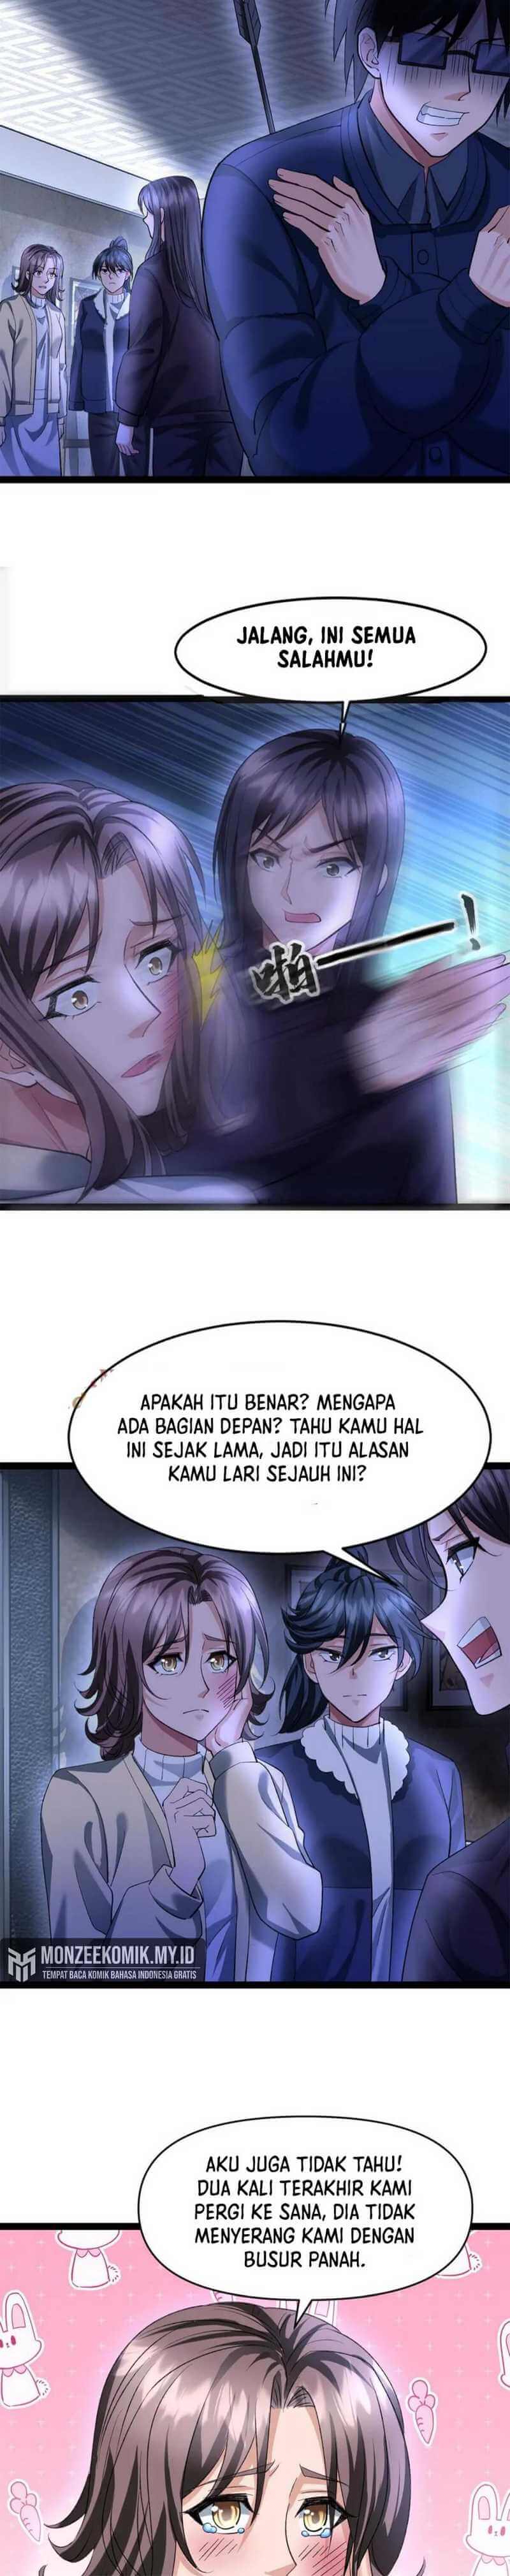 JALANG, INI SEMUA
SALAHMU!
啪——!
APAKAH ITU BENAR? MENGAPA
ADA BAGIAN DEPAN? TAHU KAMU HAL
INI SEJAK LAMA, JADI ITU ALASAN
KAMU LARI SEJAUH INI?
MONZEEKOMIK.MY.ID
TEMPAT BACA KOMIK BAHASA INDONESIA GRATIS
AKU JUGA TIDAK TAHU!
DUA KALI TERAKHIR KAMI
PERGI KE SANA, DIA TIDAK
MENYERANG KAMI DENGAN
BUSUR PANAH.